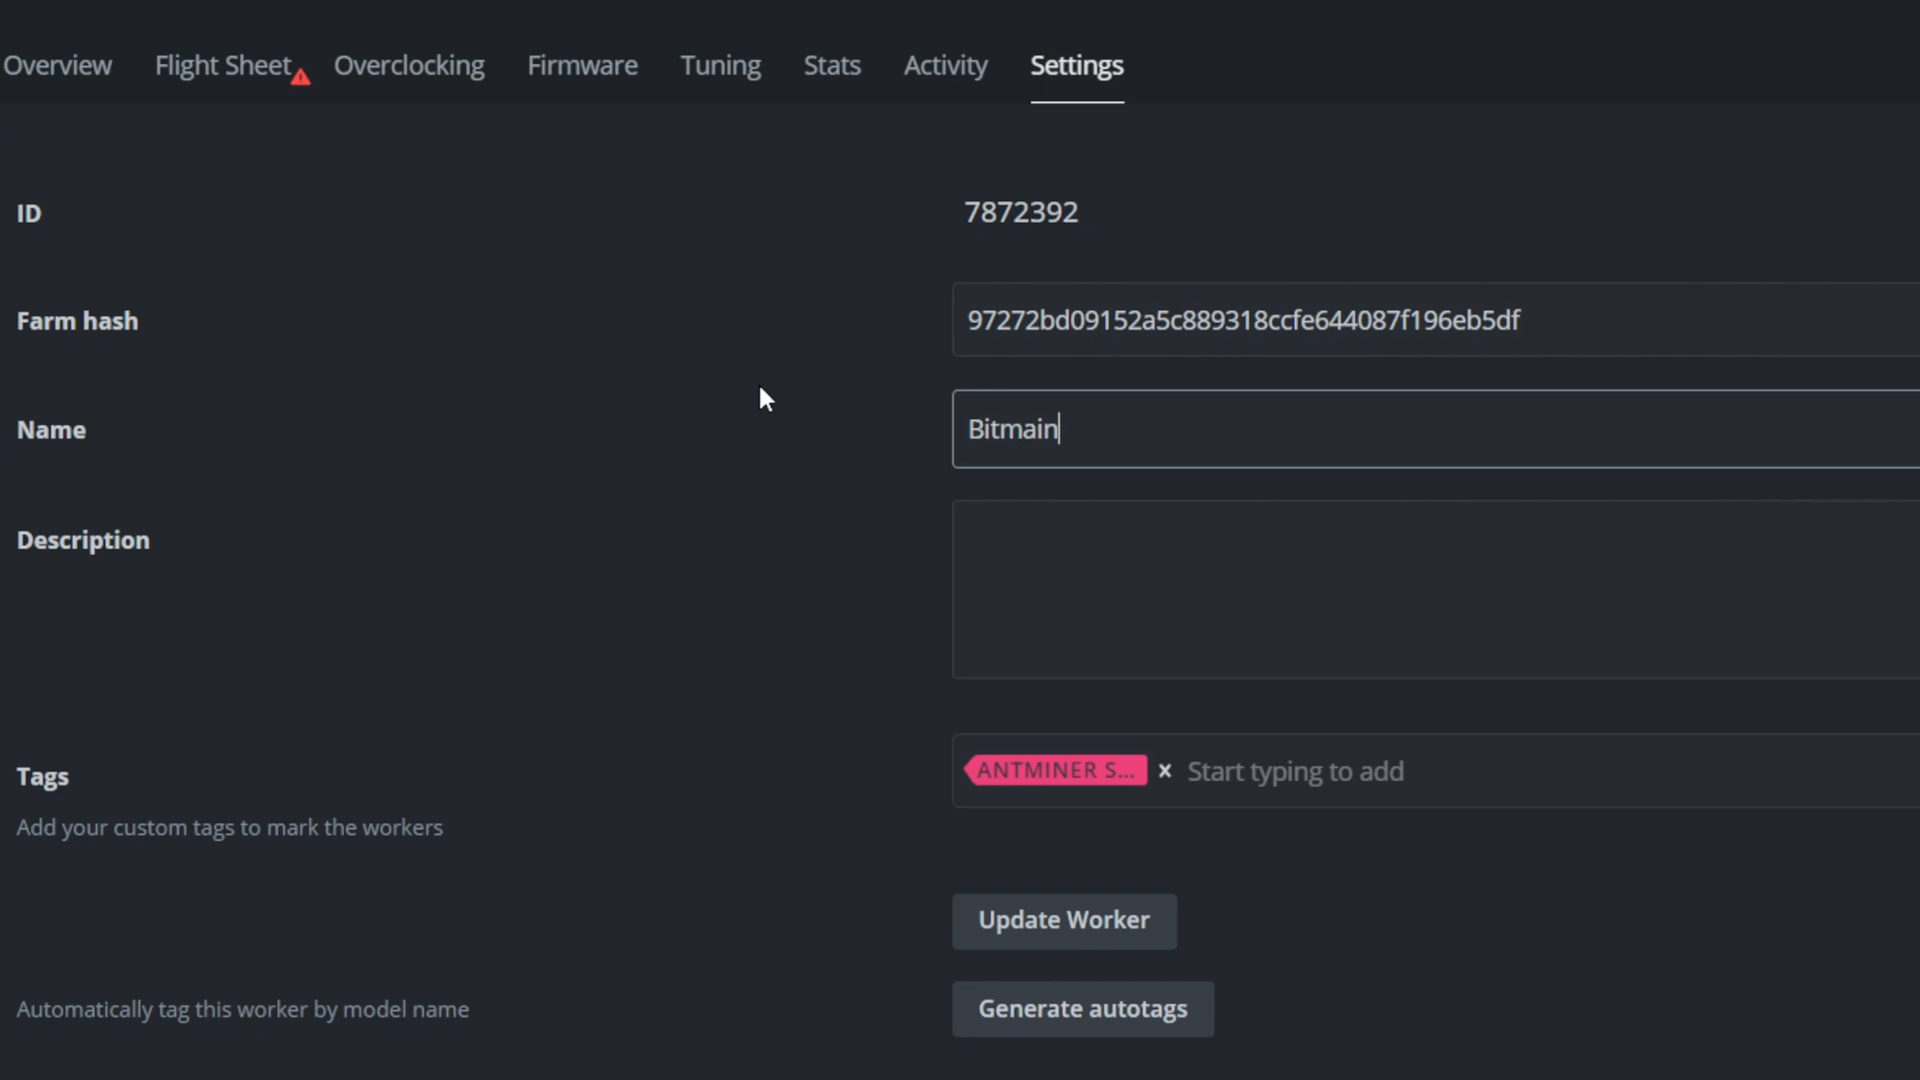 Overview Flight Sheet Overclocking Firmware Tuning Stats Activity Settings
ID 7872392
Farm hash 97272bd09152a5c889318ccfe644087f196eb5df
Name Bitmain
Description
Tags ANTMINER S... × Start typing to add
Add your custom tags to mark the workers
Update Worker
Automatically tag this worker by model name Generate autotags